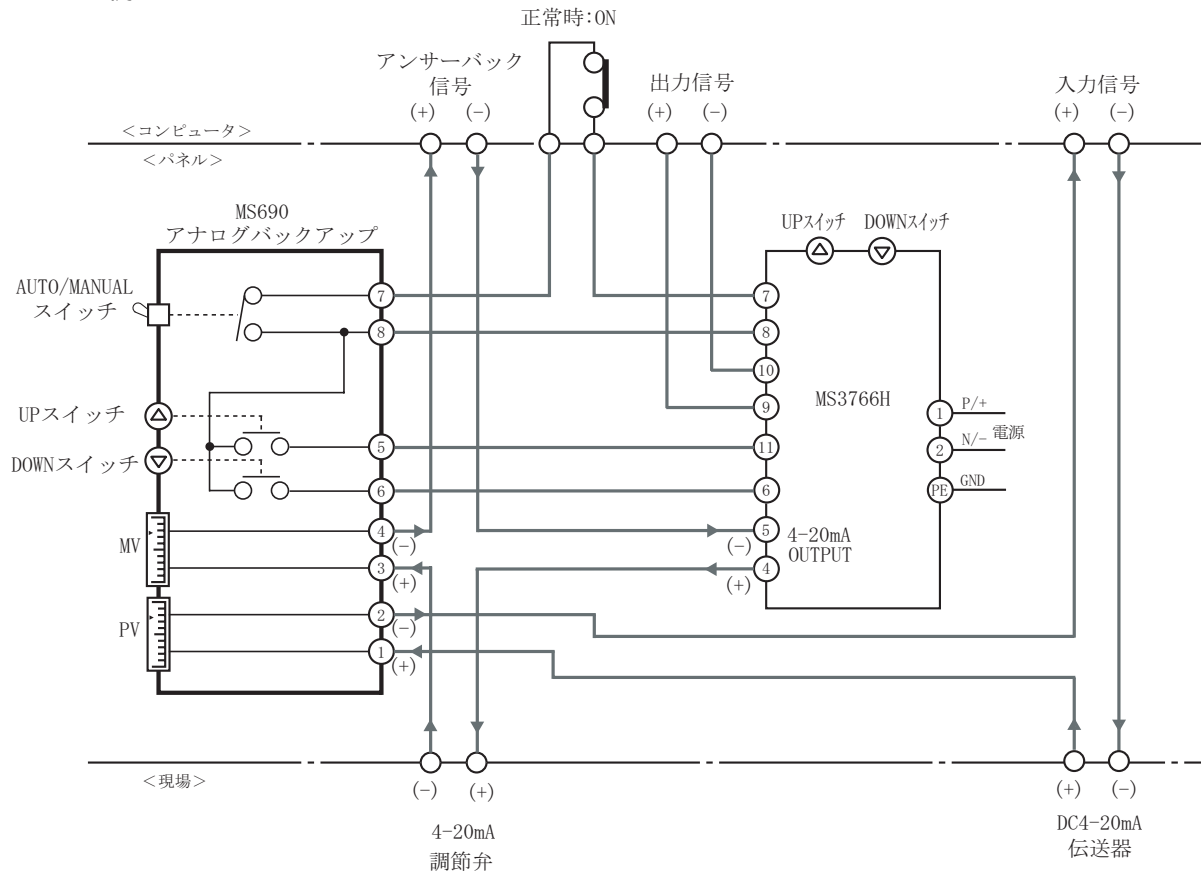 正常時:ON
アンサーバック
信号
(+)
(-)
出力信号
(+)
(-)
入力信号
(+)
(-)
＜コンピュータ＞
＜パネル＞
MS690
アナログバックアップ
AUTO/MANUAL
スイッチ
UPスイッチ
DOWNスイッチ
MV
PV
7
8
5
6
4
(-)
3
(+)
2
(-)
1
(+)
UPスイッチ
DOWNスイッチ
7
8
10
9
11
6
5
(-)
4
(+)
MS3766H
4-20mA
OUTPUT
1
P/+
2
N/-
電源
PE
GND
＜現場＞
(-)
(+)
4-20mA
調節弁
(+)
(-)
DC4-20mA
伝送器